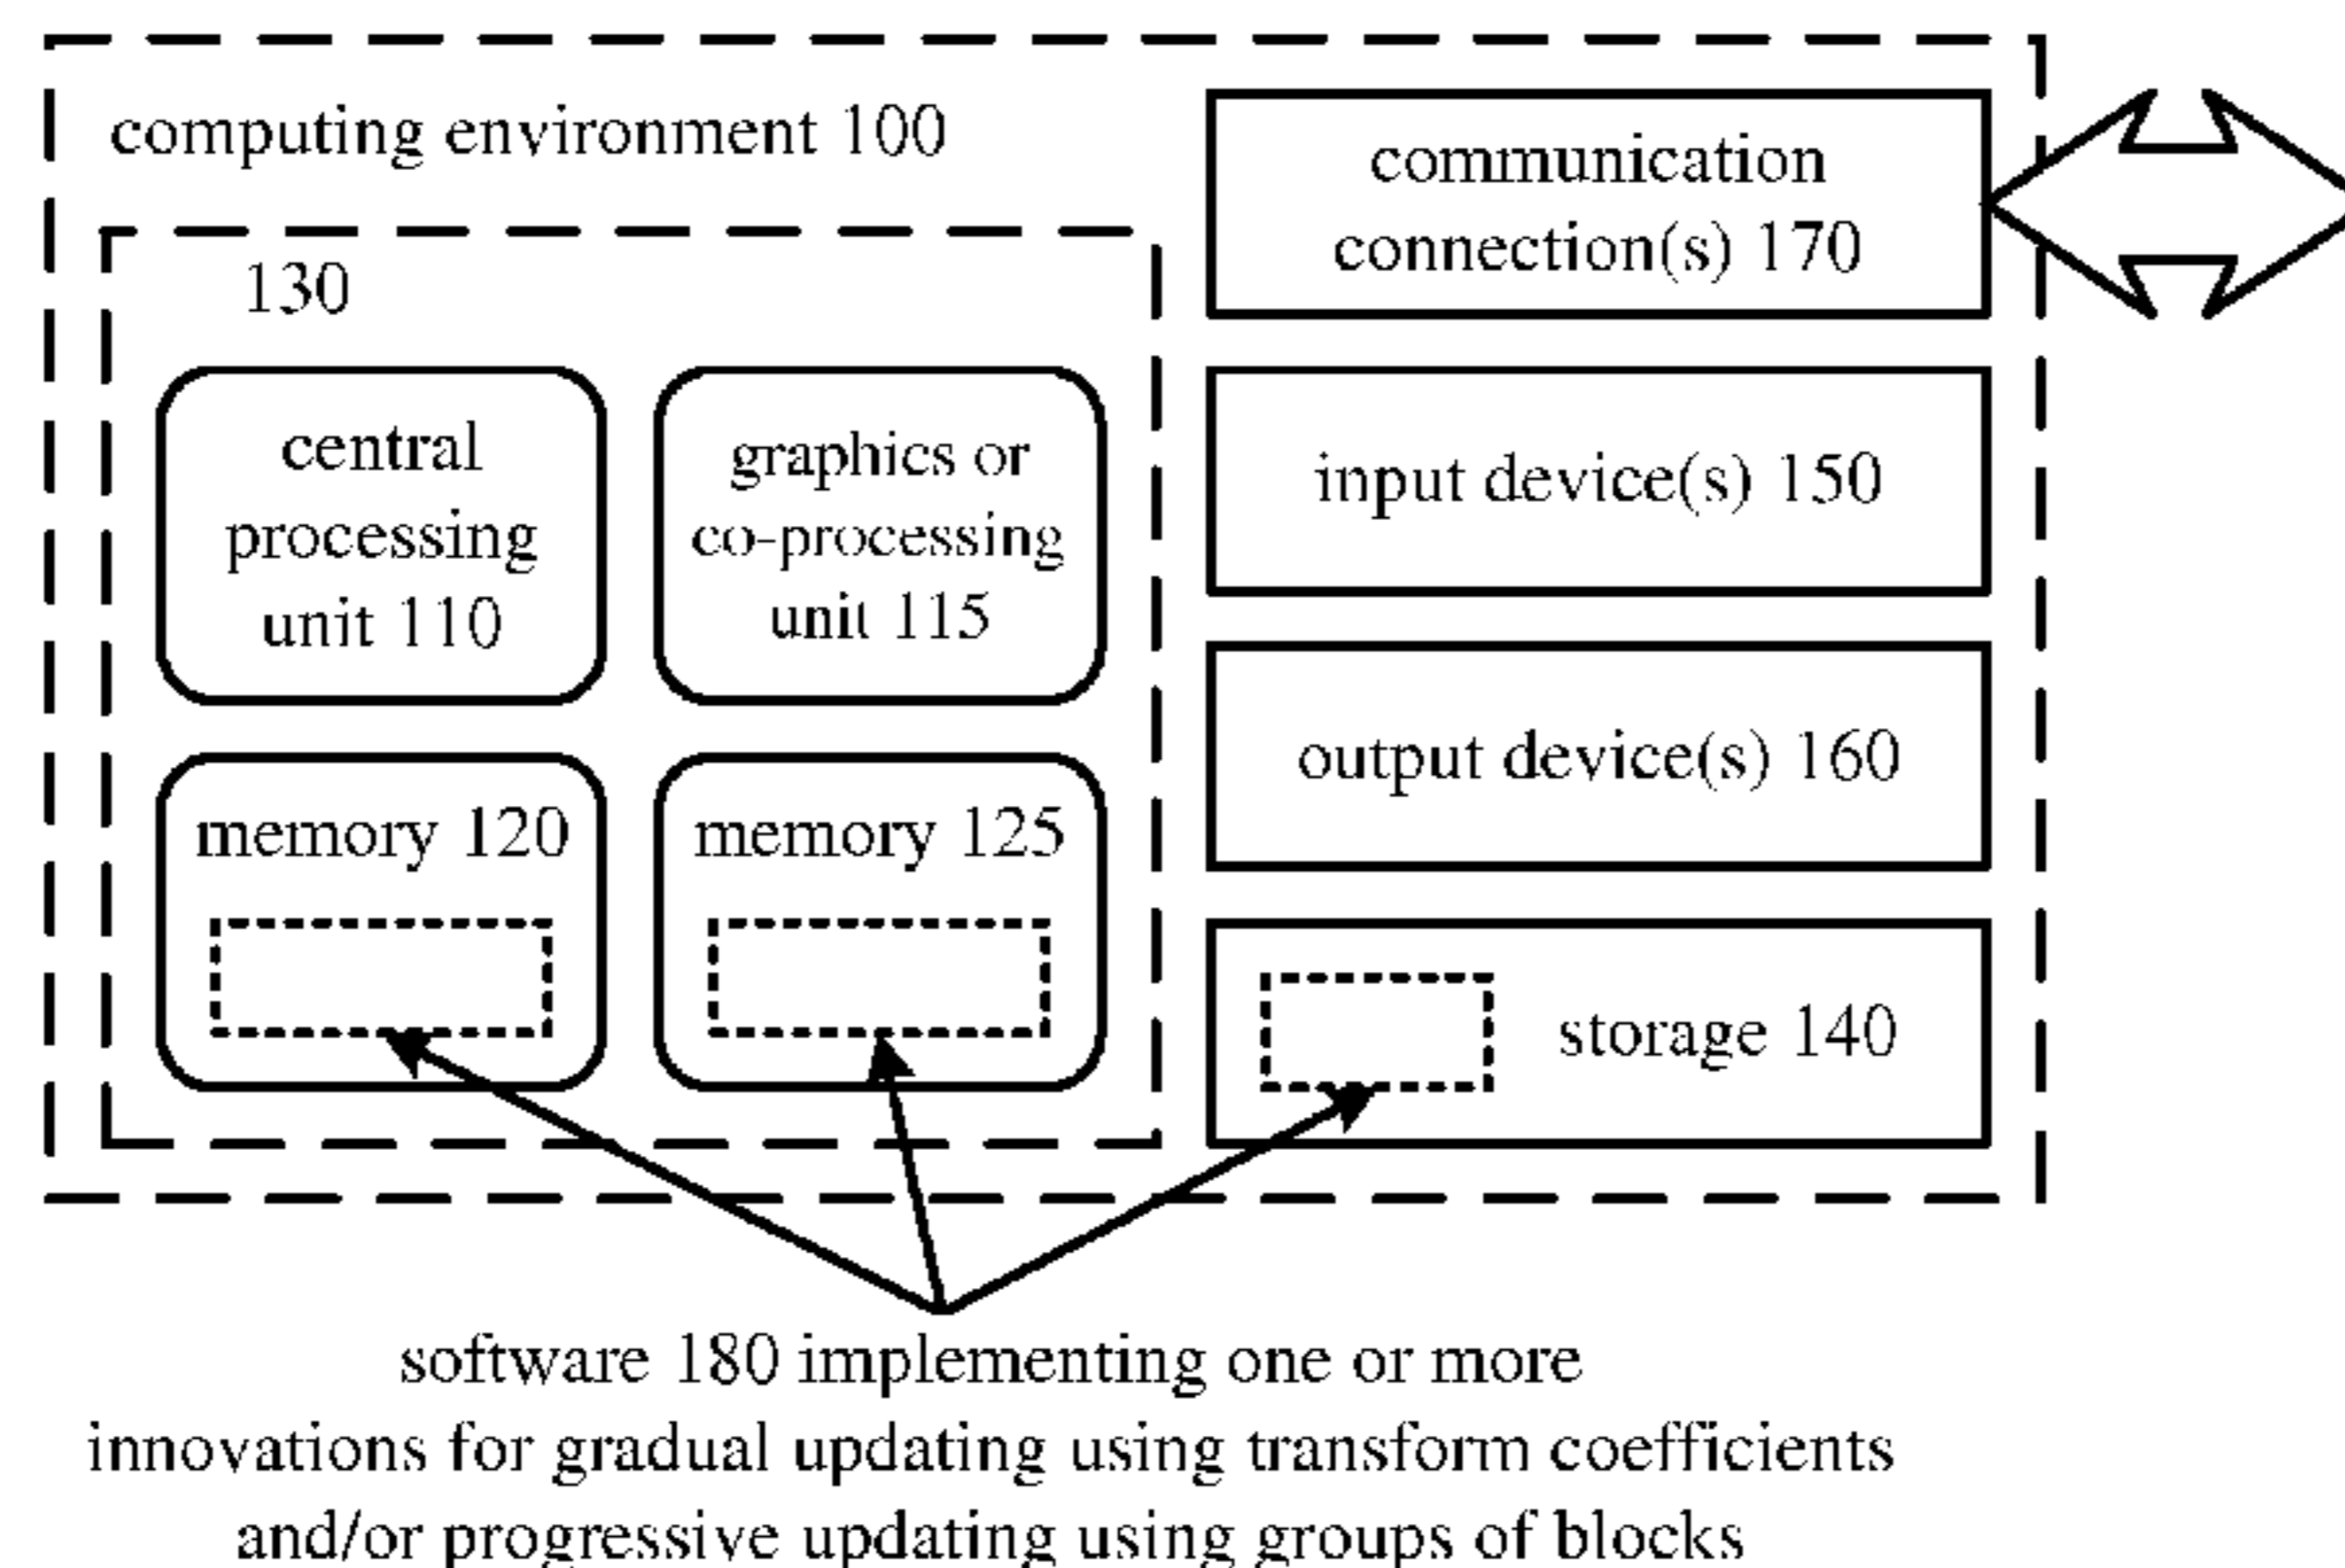 computing environment 100
130
central
processing
unit 110
graphics or
co-processing
unit 115
memory 120
memory 125
communication
connection(s) 170
input device(s) 150
output device(s) 160
storage 140
software 180 implementing one or more
innovations for gradual updating using transform coefficients
and/or progressive updating using groups of blocks